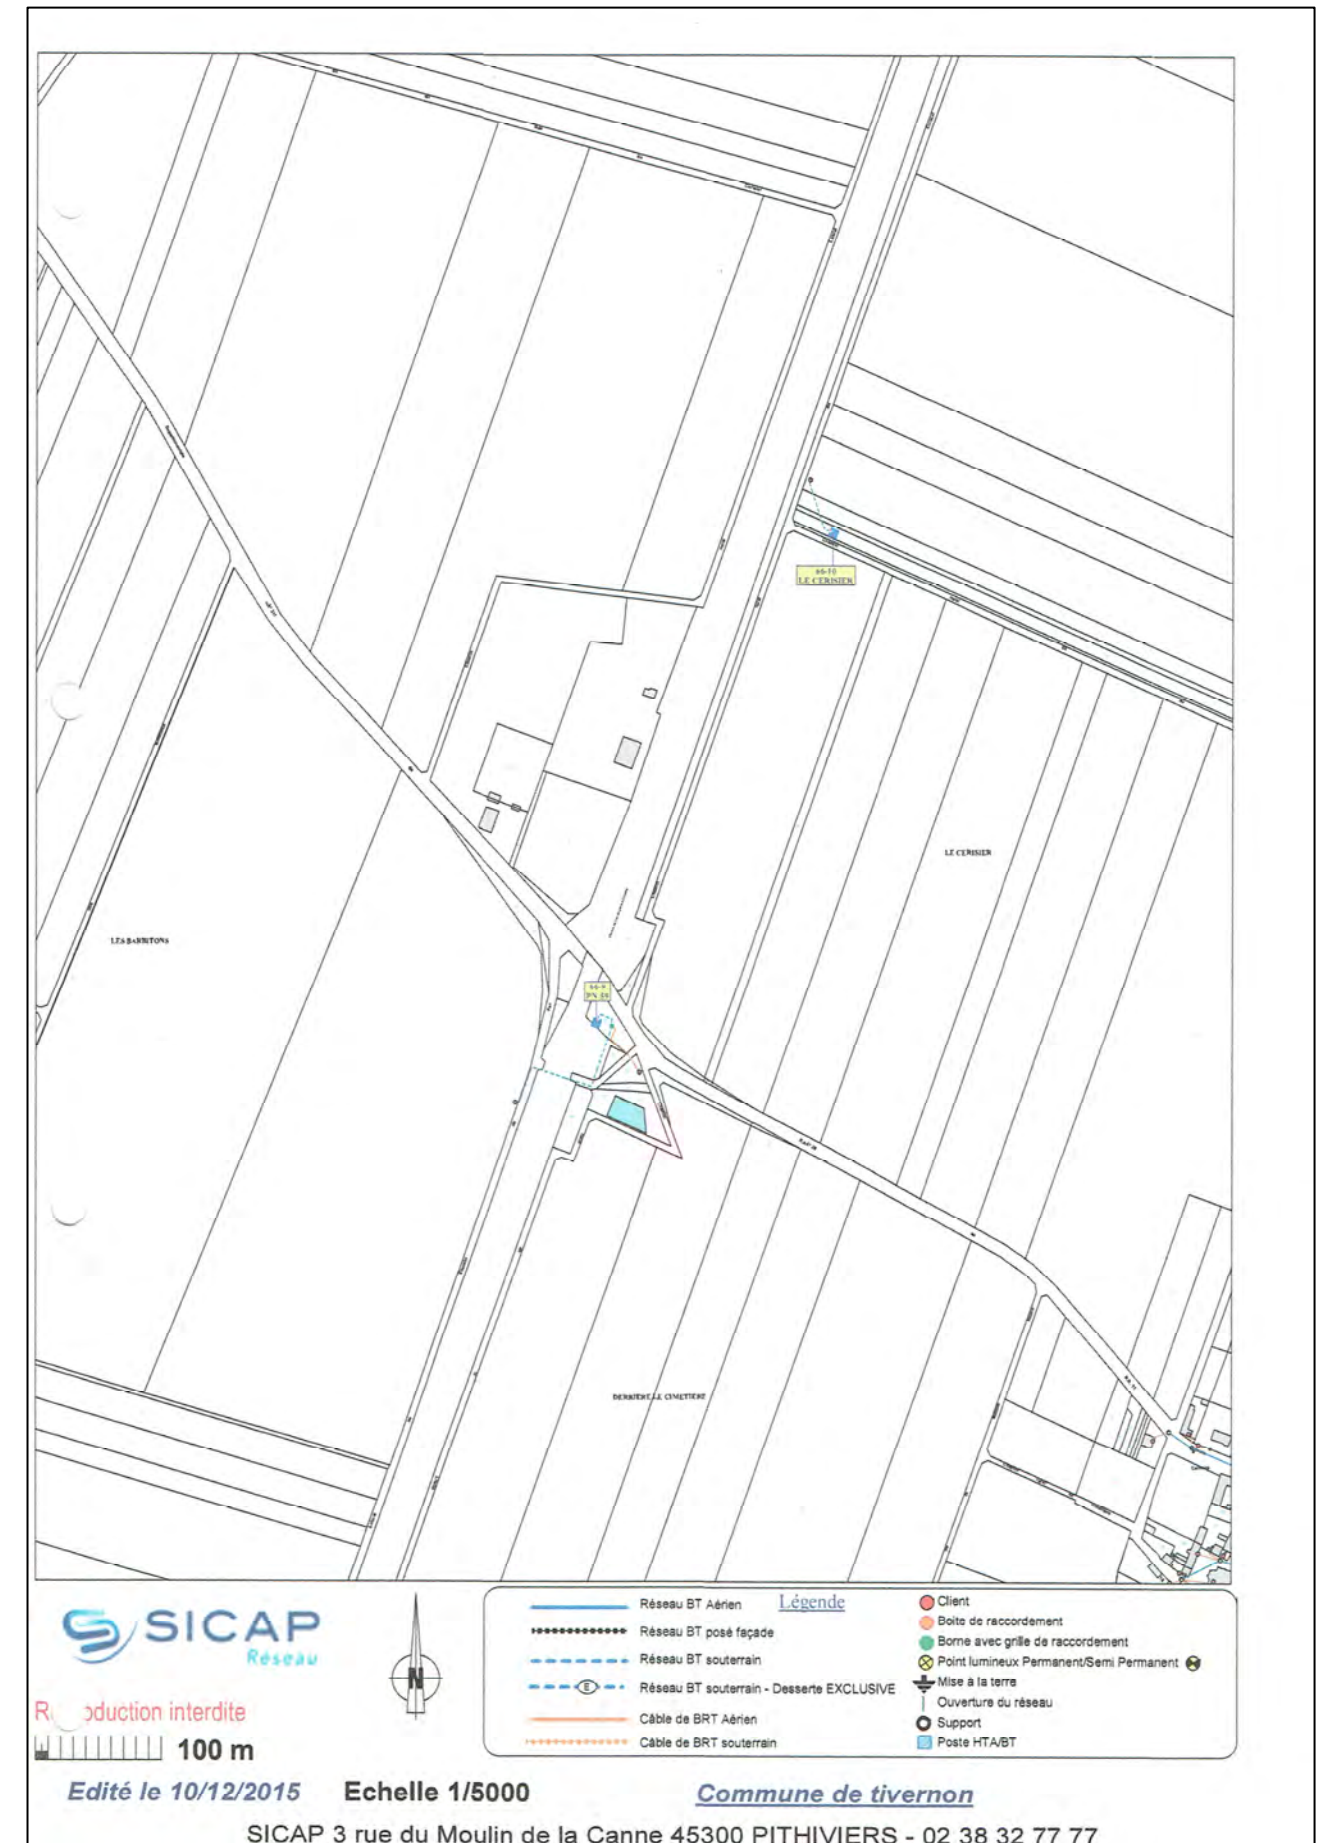 66-10
LE CERISIER
LE CERISIER
LES BARBITONS
DERRIERE LE CIMETIERE
SICAP
Réseau
N
Reproduction interdite
100 m
Légende
Réseau BT Aérien
Réseau BT posé façade
Réseau BT souterrain
E
Réseau BT souterrain - Desserte EXCLUSIVE
Câble de BRT Aérien
Câble de BRT souterrain
Client
Boite de raccordement
Borne avec grille de raccordement
Point lumineux Permanent/Semi Permanent
Mise à la terre
Ouverture du réseau
Support
Poste HTA/BT
Edité le 10/12/2015
Echelle 1/5000
Commune de tivernon
SICAP 3 rue du Moulin de la Canne 45300 PITHIVIERS - 02 38 32 77 77